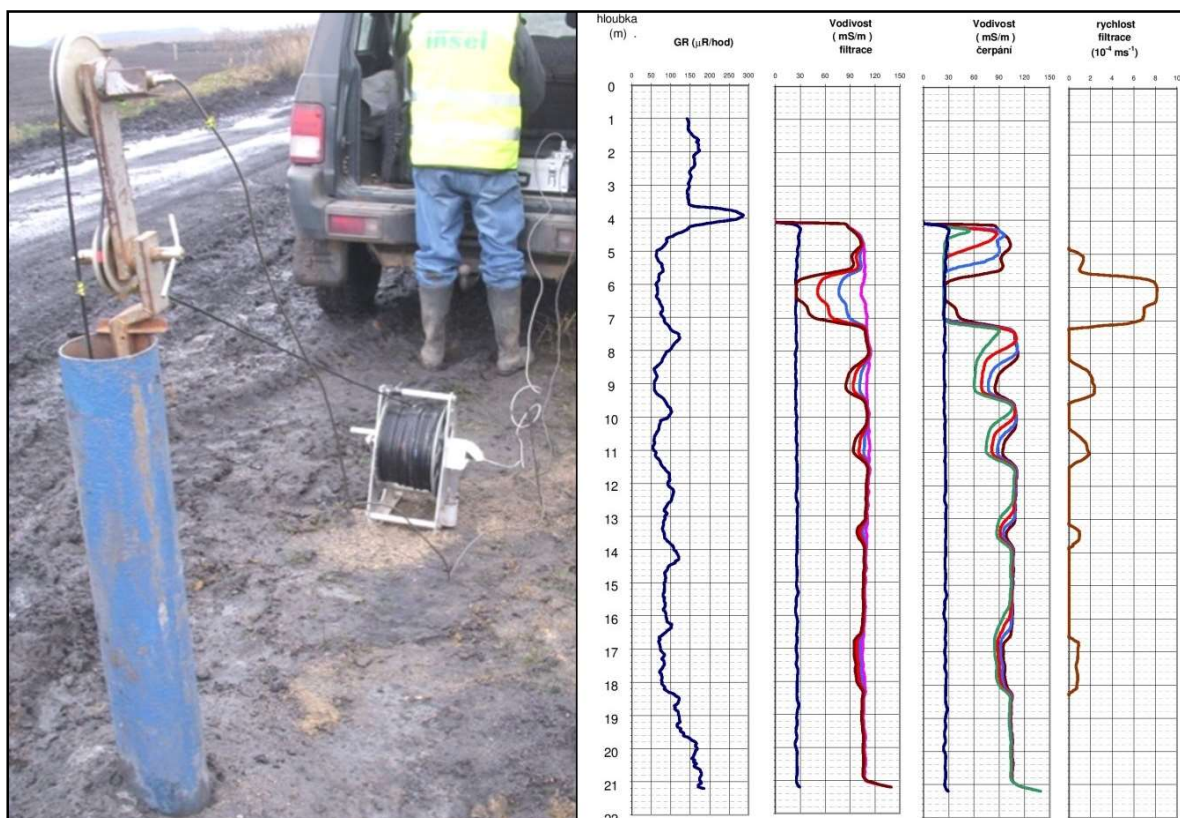 insel
hloubka
(m) .
GR (µR/hod)
0 50 100 150 200 250 300
Vodivost
( mS/m )
filtrace
0 30 60 90 120 150
Vodivost
( mS/m )
čerpání
0 30 60 90 120 150
rychlost
filtrace
(10⁻⁴ ms⁻¹)
0 2 4 6 8 10
0
1
2
3
4
5
6
7
8
9
10
11
12
13
14
15
16
17
18
19
20
21
22